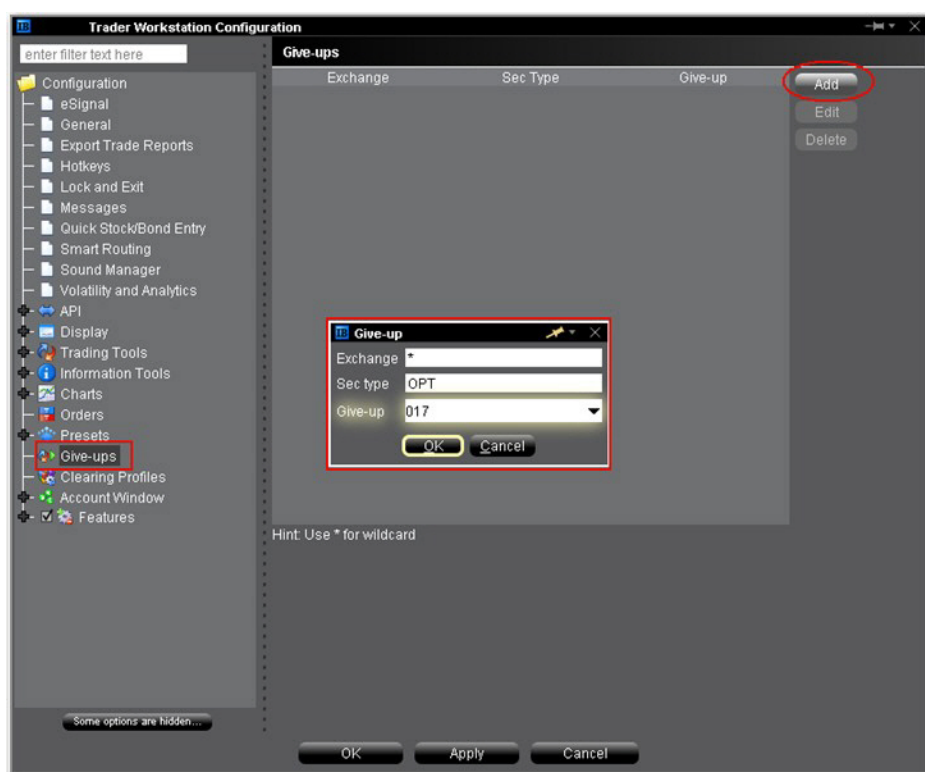 Trader Workstation Configuration
enter filter text here
Configuration
eSignal
General
Export Trade Reports
Hotkeys
Lock and Exit
Messages
Quick Stock/Bond Entry
Smart Routing
Sound Manager
Volatility and Analytics
API
Display
Trading Tools
Information Tools
Charts
Orders
Presets
Give-ups
Clearing Profiles
Account Window
Features
Some options are hidden...
Give-ups
Exchange Sec Type Give-up
Add
Edit
Delete
Give-up
Exchange *
Sec type OPT
Give-up 017
OK Cancel
Hint: Use * for wildcard
OK Apply Cancel